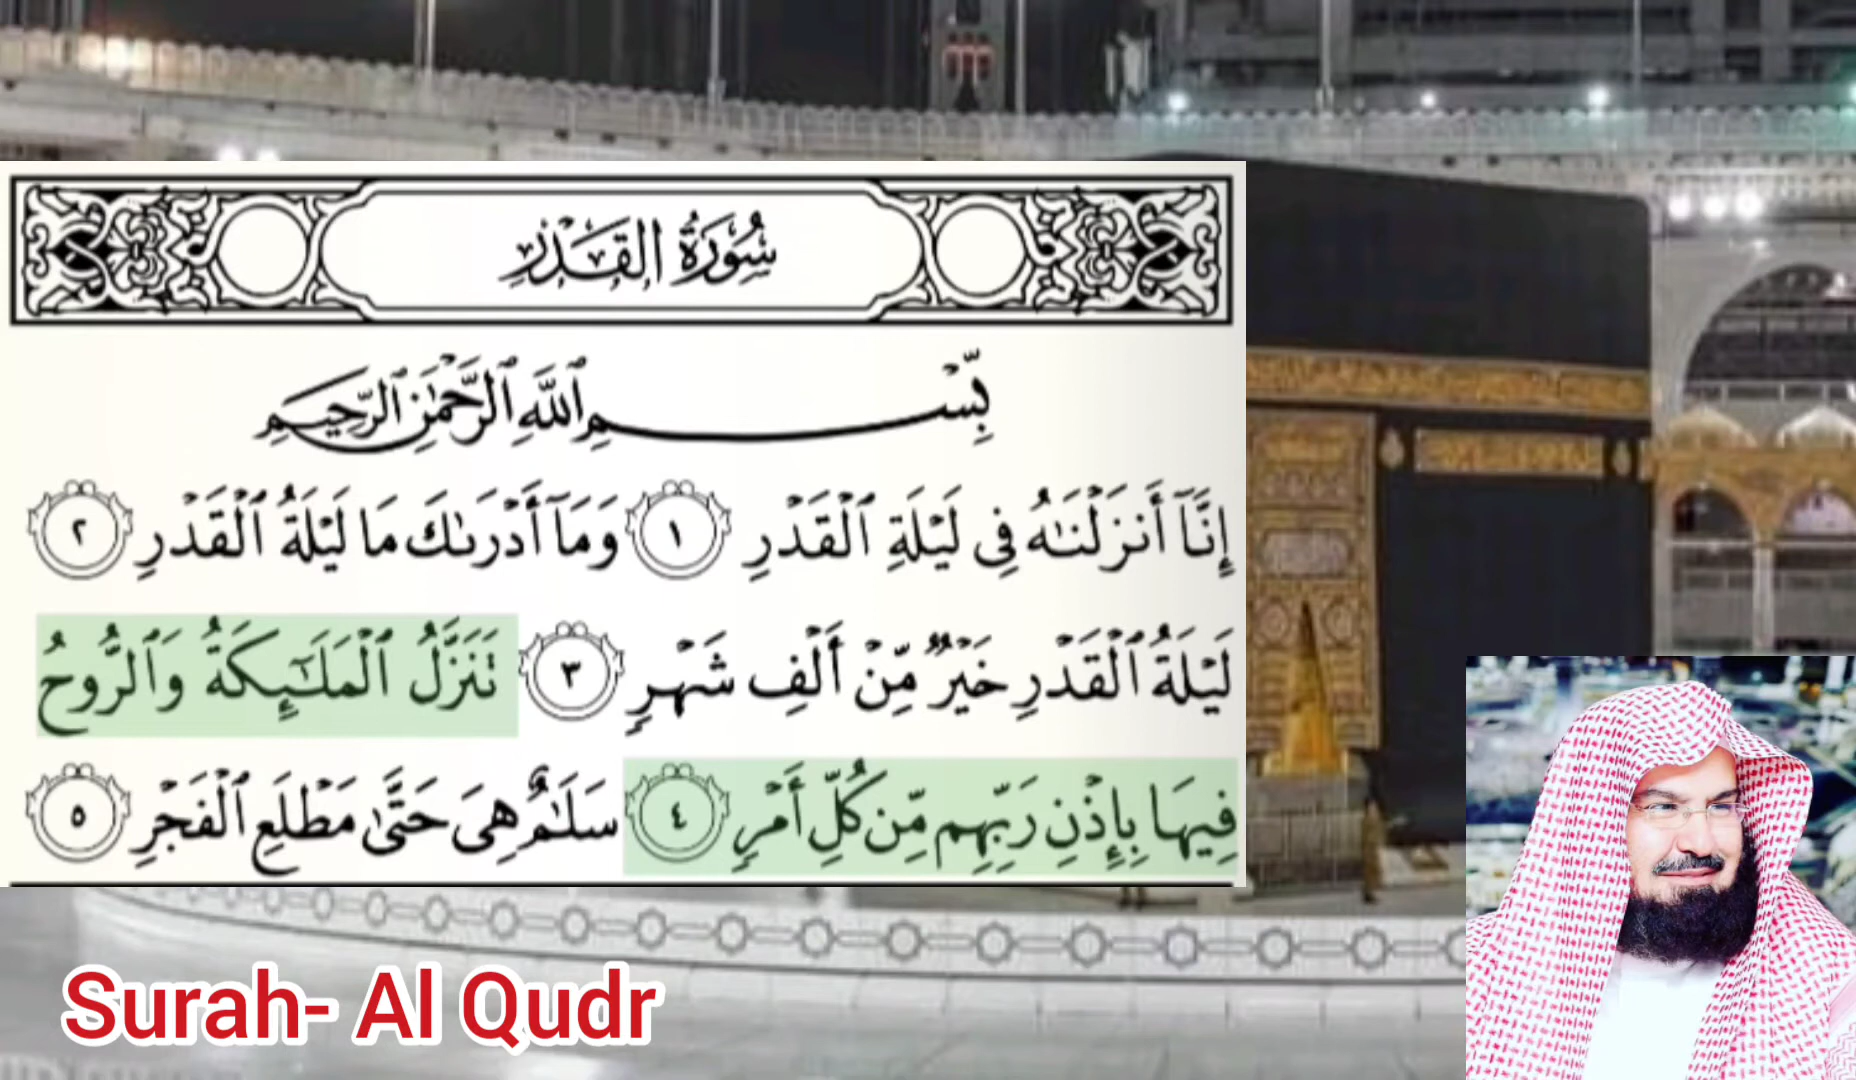 سُورَةُ الْقَدْرِ
بِّسْمِ ٱللَّهِ ٱلرَّحْمَٰنِ ٱلرَّحِيمِ
إِنَّآ أَنزَلْنَٰهُ فِى لَيْلَةِ ٱلْقَدْرِ ١ وَمَآ أَدْرَىٰكَ مَا لَيْلَةُ ٱلْقَدْرِ ٢
لَيْلَةُ ٱلْقَدْرِ خَيْرٌ مِّنْ أَلْفِ شَهْرٍ ٣ تَنَزَّلُ ٱلْمَلَٰٓئِكَةُ وَٱلرُّوحُ
فِيهَا بِإِذْنِ رَبِّهِم مِّن كُلِّ أَمْرٍ ٤ سَلَٰمٌ هِىَ حَتَّىٰ مَطْلَعِ ٱلْفَجْرِ ٥
Surah- Al Qudr